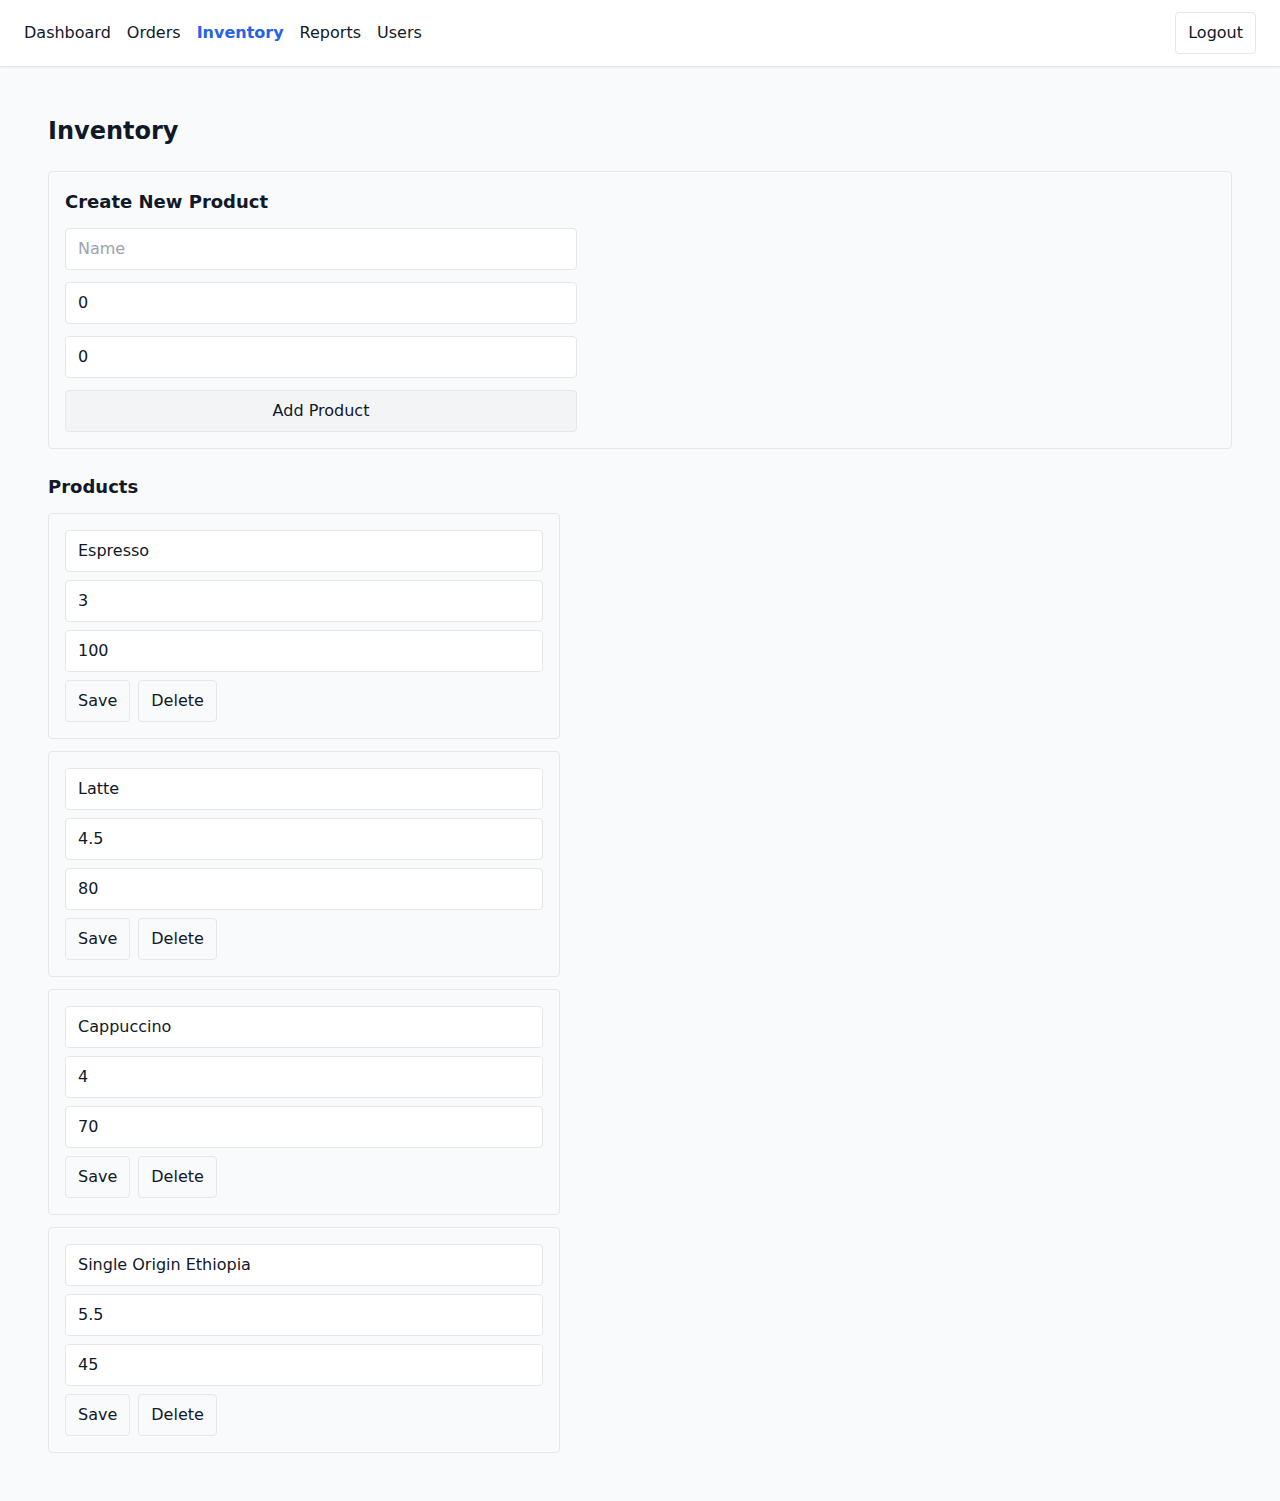 Dashboard Orders Inventory Reports Users Logout
Inventory
Create New Product
Name
0
0
Add Product
Products
Espresso
3
100
Save Delete
Latte
4.5
80
Save Delete
Cappuccino
4
70
Save Delete
Single Origin Ethiopia
5.5
45
Save Delete